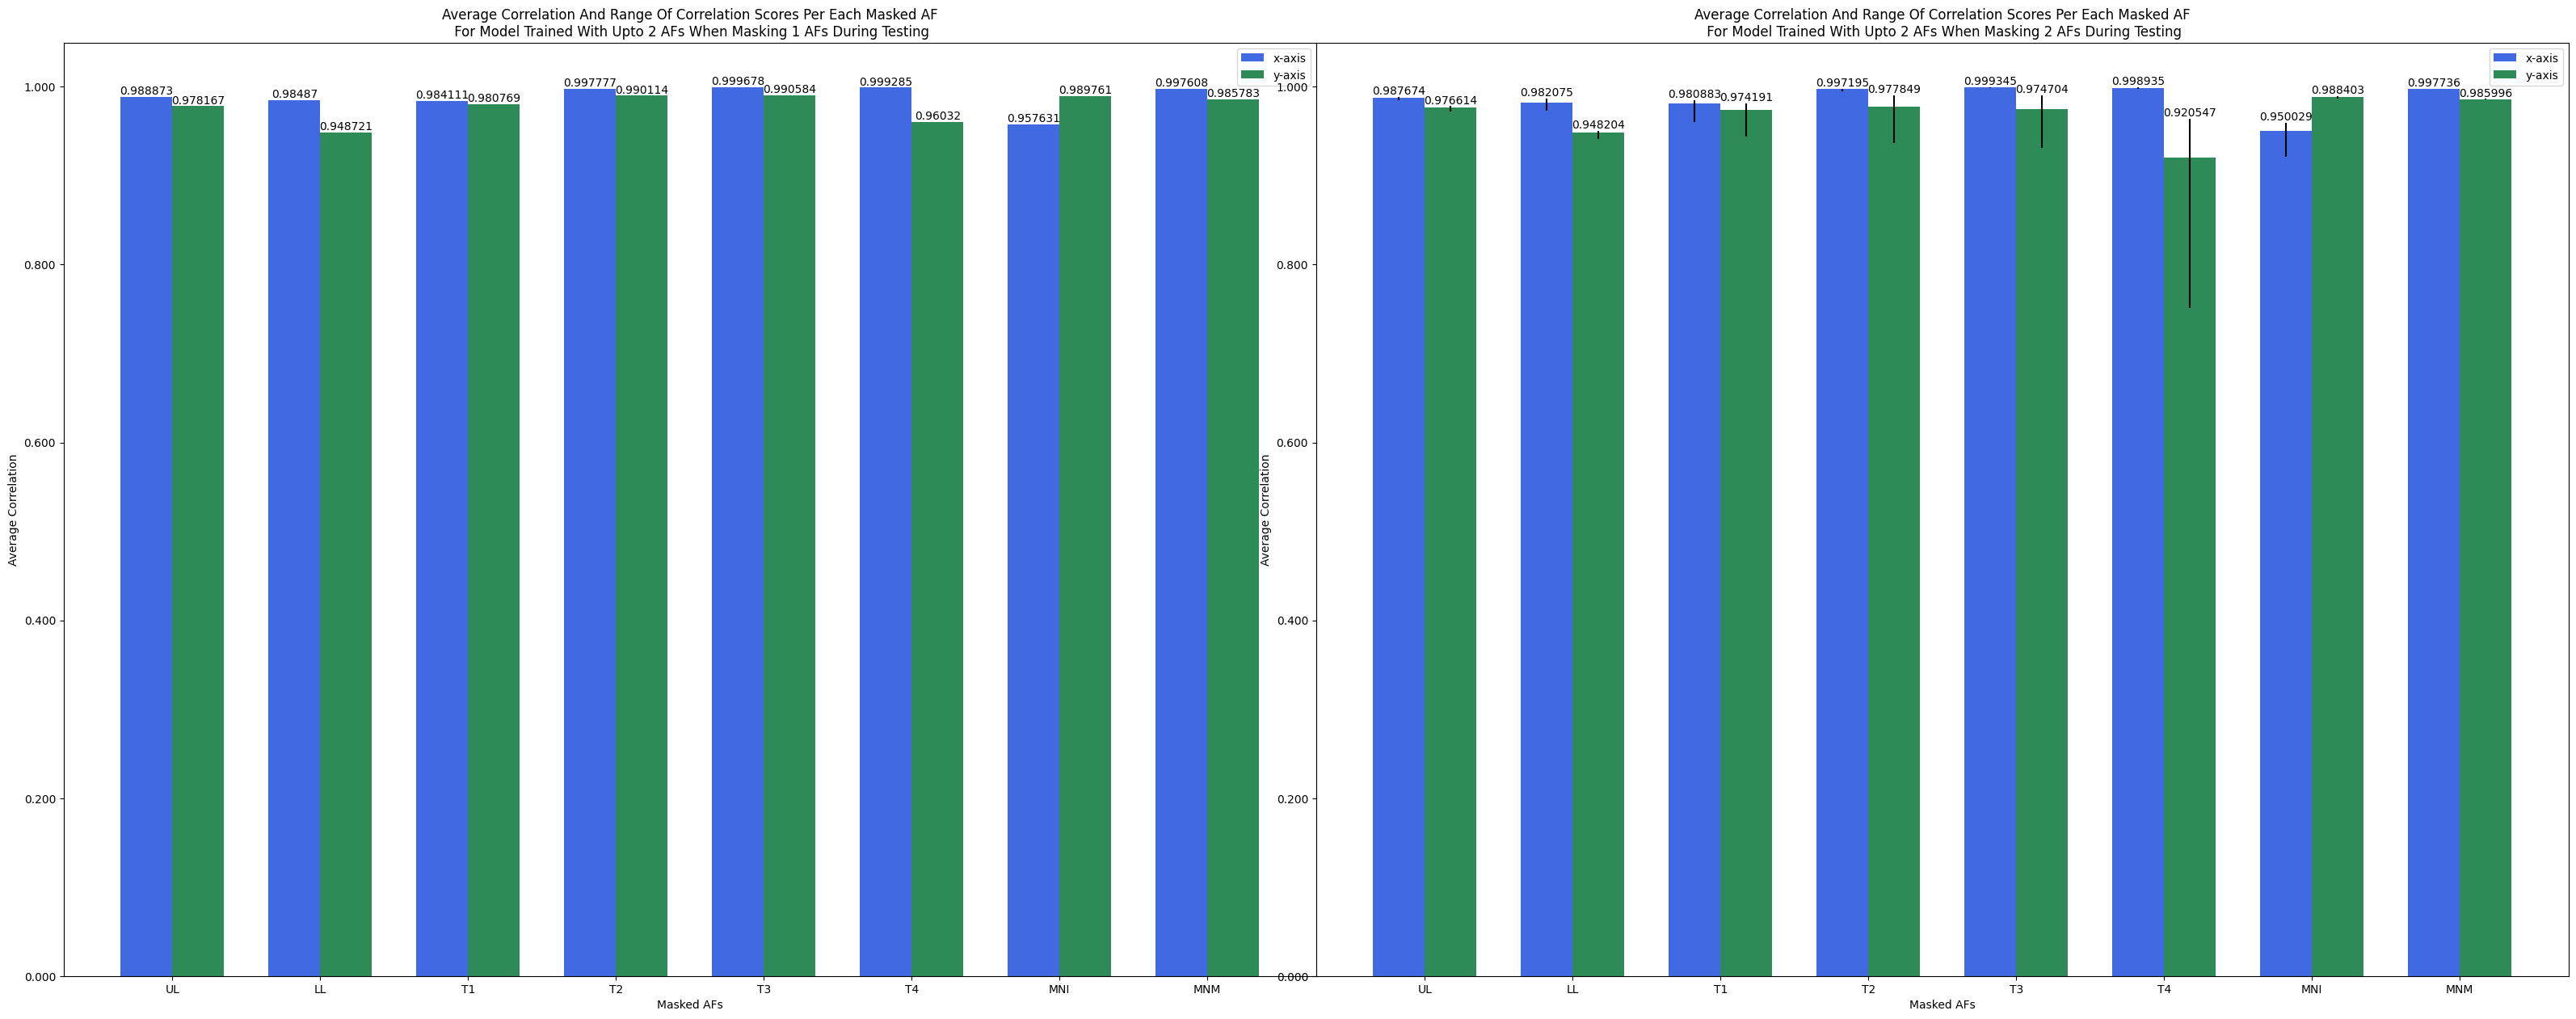 Average Correlation And Range Of Correlation Scores Per Each Masked AF
For Model Trained With Upto 2 AFs When Masking 1 AFs During Testing
x-axis
y-axis
1.000
0.800
0.600
0.400
0.200
0.000
Average Correlation
0.988873
0.978167
0.98487
0.948721
0.984111
0.980769
0.997777
0.990114
0.999678
0.990584
0.999285
0.96032
0.957631
0.989761
0.997608
0.985783
UL
LL
T1
T2
T3
T4
MNI
MNM
Masked AFs
Average Correlation And Range Of Correlation Scores Per Each Masked AF
For Model Trained With Upto 2 AFs When Masking 2 AFs During Testing
x-axis
y-axis
1.000
0.800
0.600
0.400
0.200
0.000
Average Correlation
0.987674
0.976614
0.982075
0.948204
0.980883
0.974191
0.997195
0.977849
0.999345
0.974704
0.998935
0.920547
0.950029
0.988403
0.997736
0.985996
UL
LL
T1
T2
T3
T4
MNI
MNM
Masked AFs